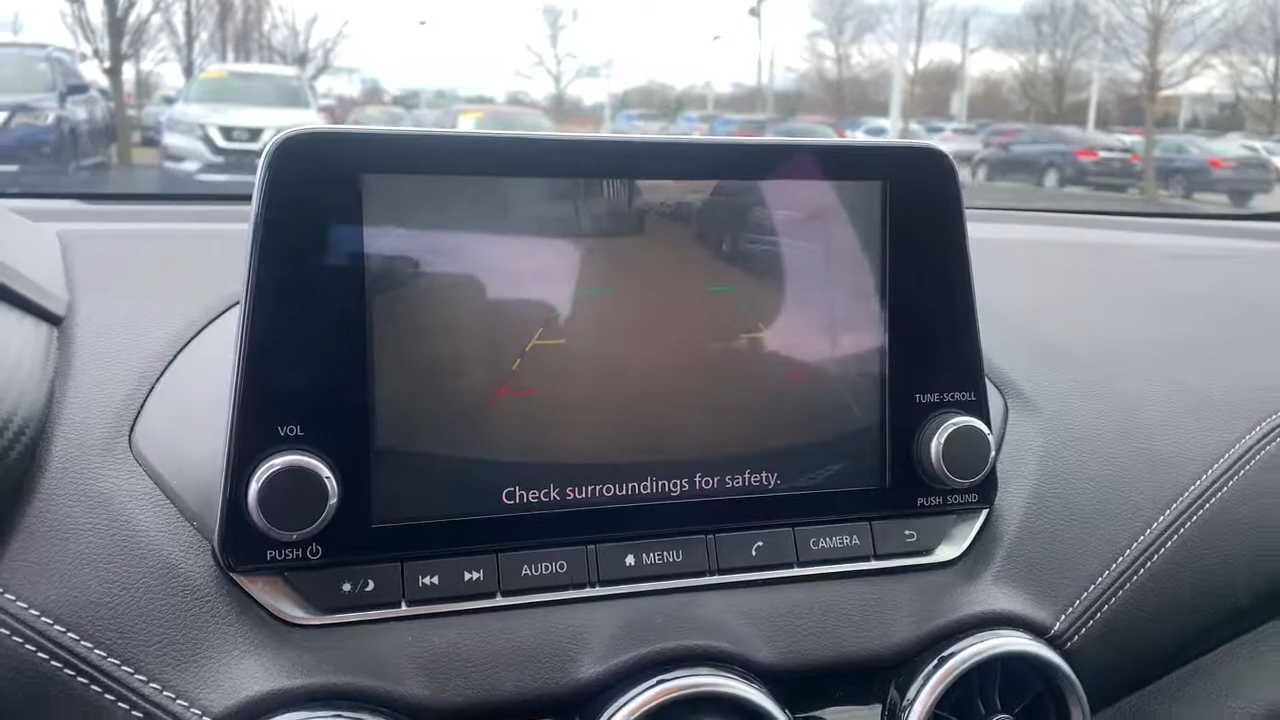 TUNE·SCROLL
VOL
Check surroundings for safety.
PUSH SOUND
PUSH
AUDIO
MENU
CAMERA